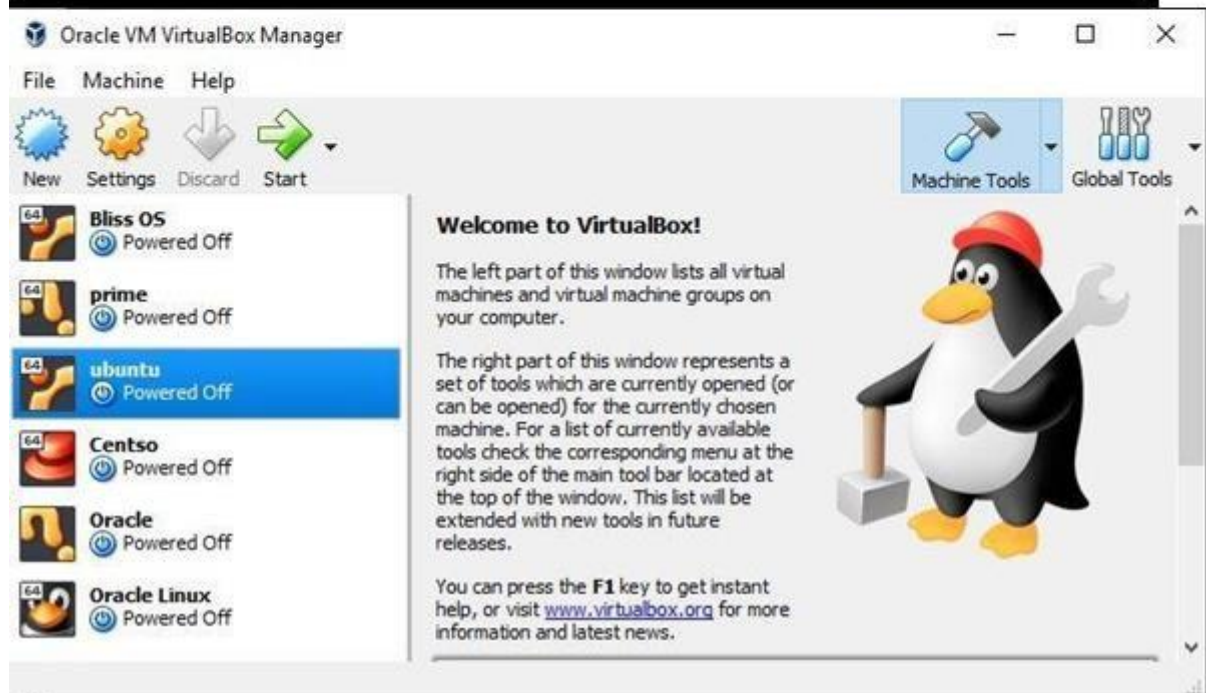 Oracle VM VirtualBox Manager
File Machine Help
New Settings Discard Start Machine Tools Global Tools
64
Bliss OS
Powered Off
64
prime
Powered Off
64
ubuntu
Powered Off
64
Centso
Powered Off
64
Oracle
Powered Off
64
Oracle Linux
Powered Off
Welcome to VirtualBox!
The left part of this window lists all virtual
machines and virtual machine groups on
your computer.
The right part of this window represents a
set of tools which are currently opened (or
can be opened) for the currently chosen
machine. For a list of currently available
tools check the corresponding menu at the
right side of the main tool bar located at
the top of the window. This list will be
extended with new tools in future
releases.
You can press the F1 key to get instant
help, or visit www.virtualbox.org for more
information and latest news.